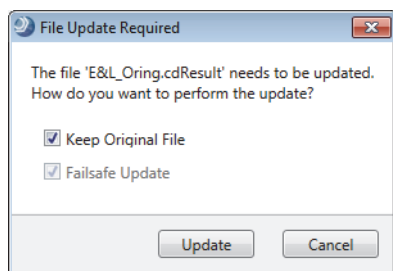 File Update Required
The file 'E&L_Oring.cdResult' needs to be updated.
How do you want to perform the update?
Keep Original File
Failsafe Update
Update Cancel